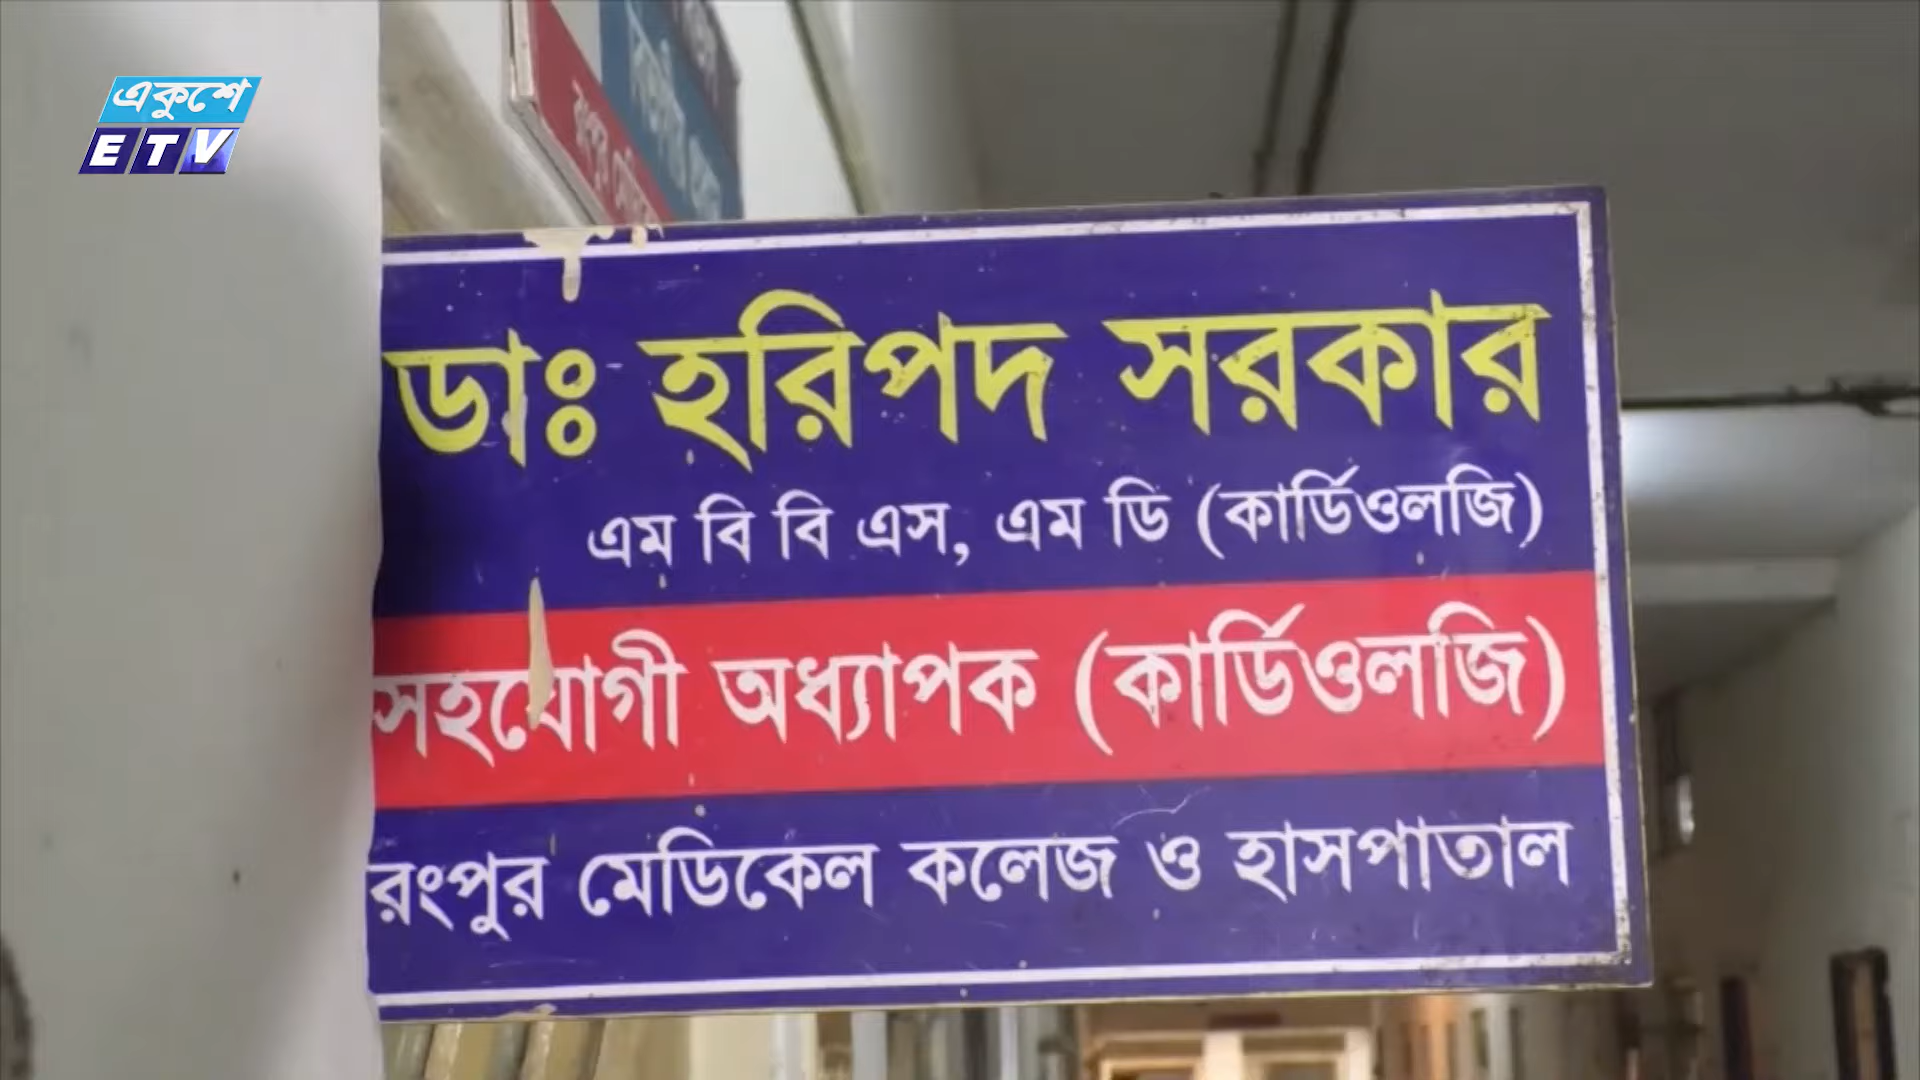 একুশে
ETV
ডাঃ হরিপদ সরকার
এম বি বি এস, এম ডি (কার্ডিওলজি)
সহযোগী অধ্যাপক (কার্ডিওলজি)
রংপুর মেডিকেল কলেজ ও হাসপাতাল